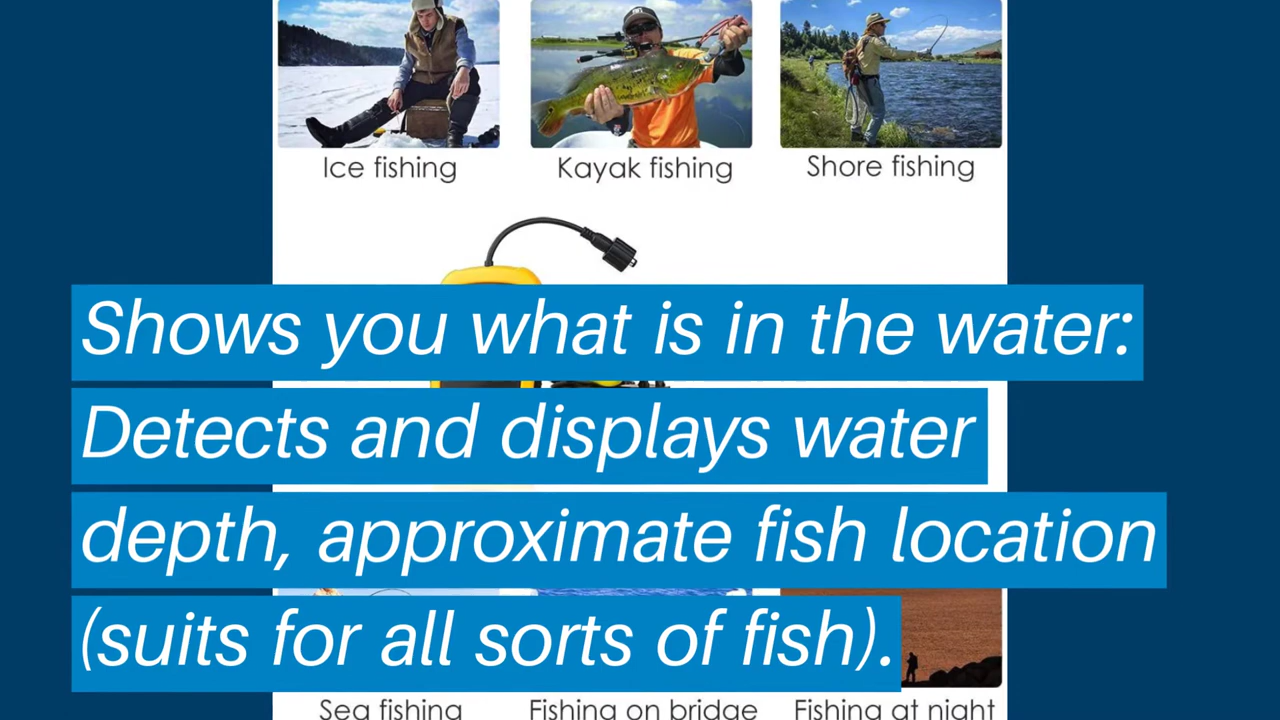 Ice fishing
Kayak fishing
Shore fishing
Shows you what is in the water:
Detects and displays water
depth, approximate fish location
(suits for all sorts of fish).
Sea fishing
Fishing on bridge
Fishing at night